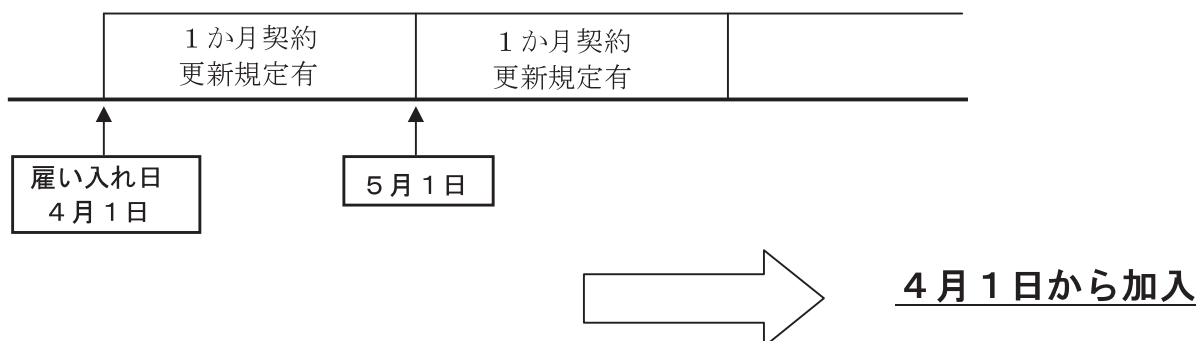 １か月契約
更新規定有
１か月契約
更新規定有
雇い入れ日
４月１日
５月１日
４月１日から加入